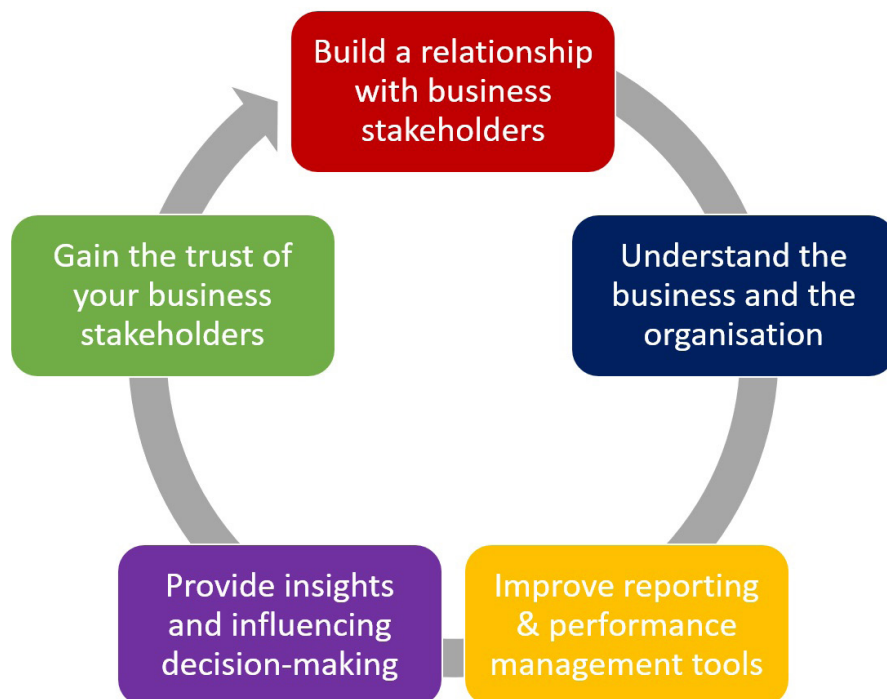 Build a relationship
with business
stakeholders
Understand the
business and the
organisation
Improve reporting
& performance
management tools
Provide insights
and influencing
decision-making
Gain the trust of
your business
stakeholders